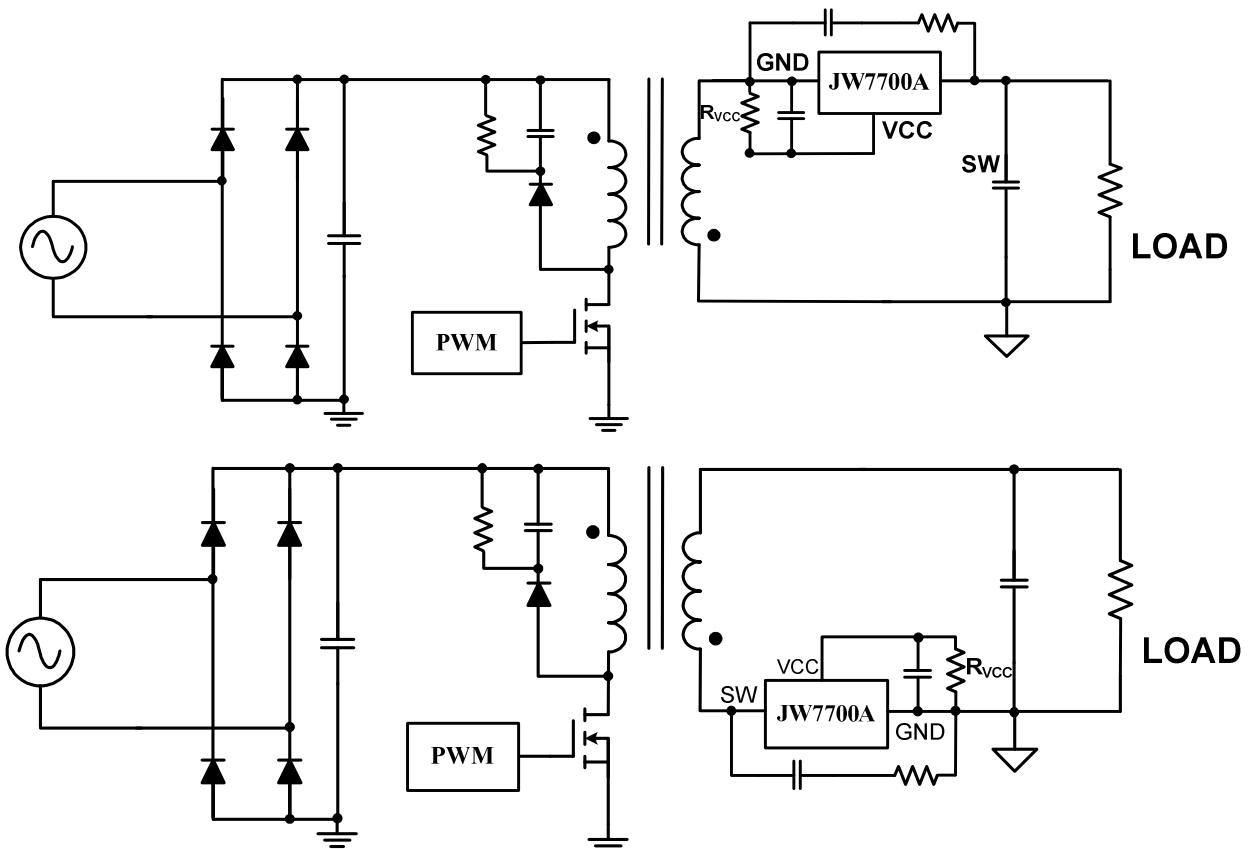 GND
JW7700A
RVCC
VCC
SW
LOAD
PWM
VCC
RVCC
LOAD
SW
JW7700A
GND
PWM